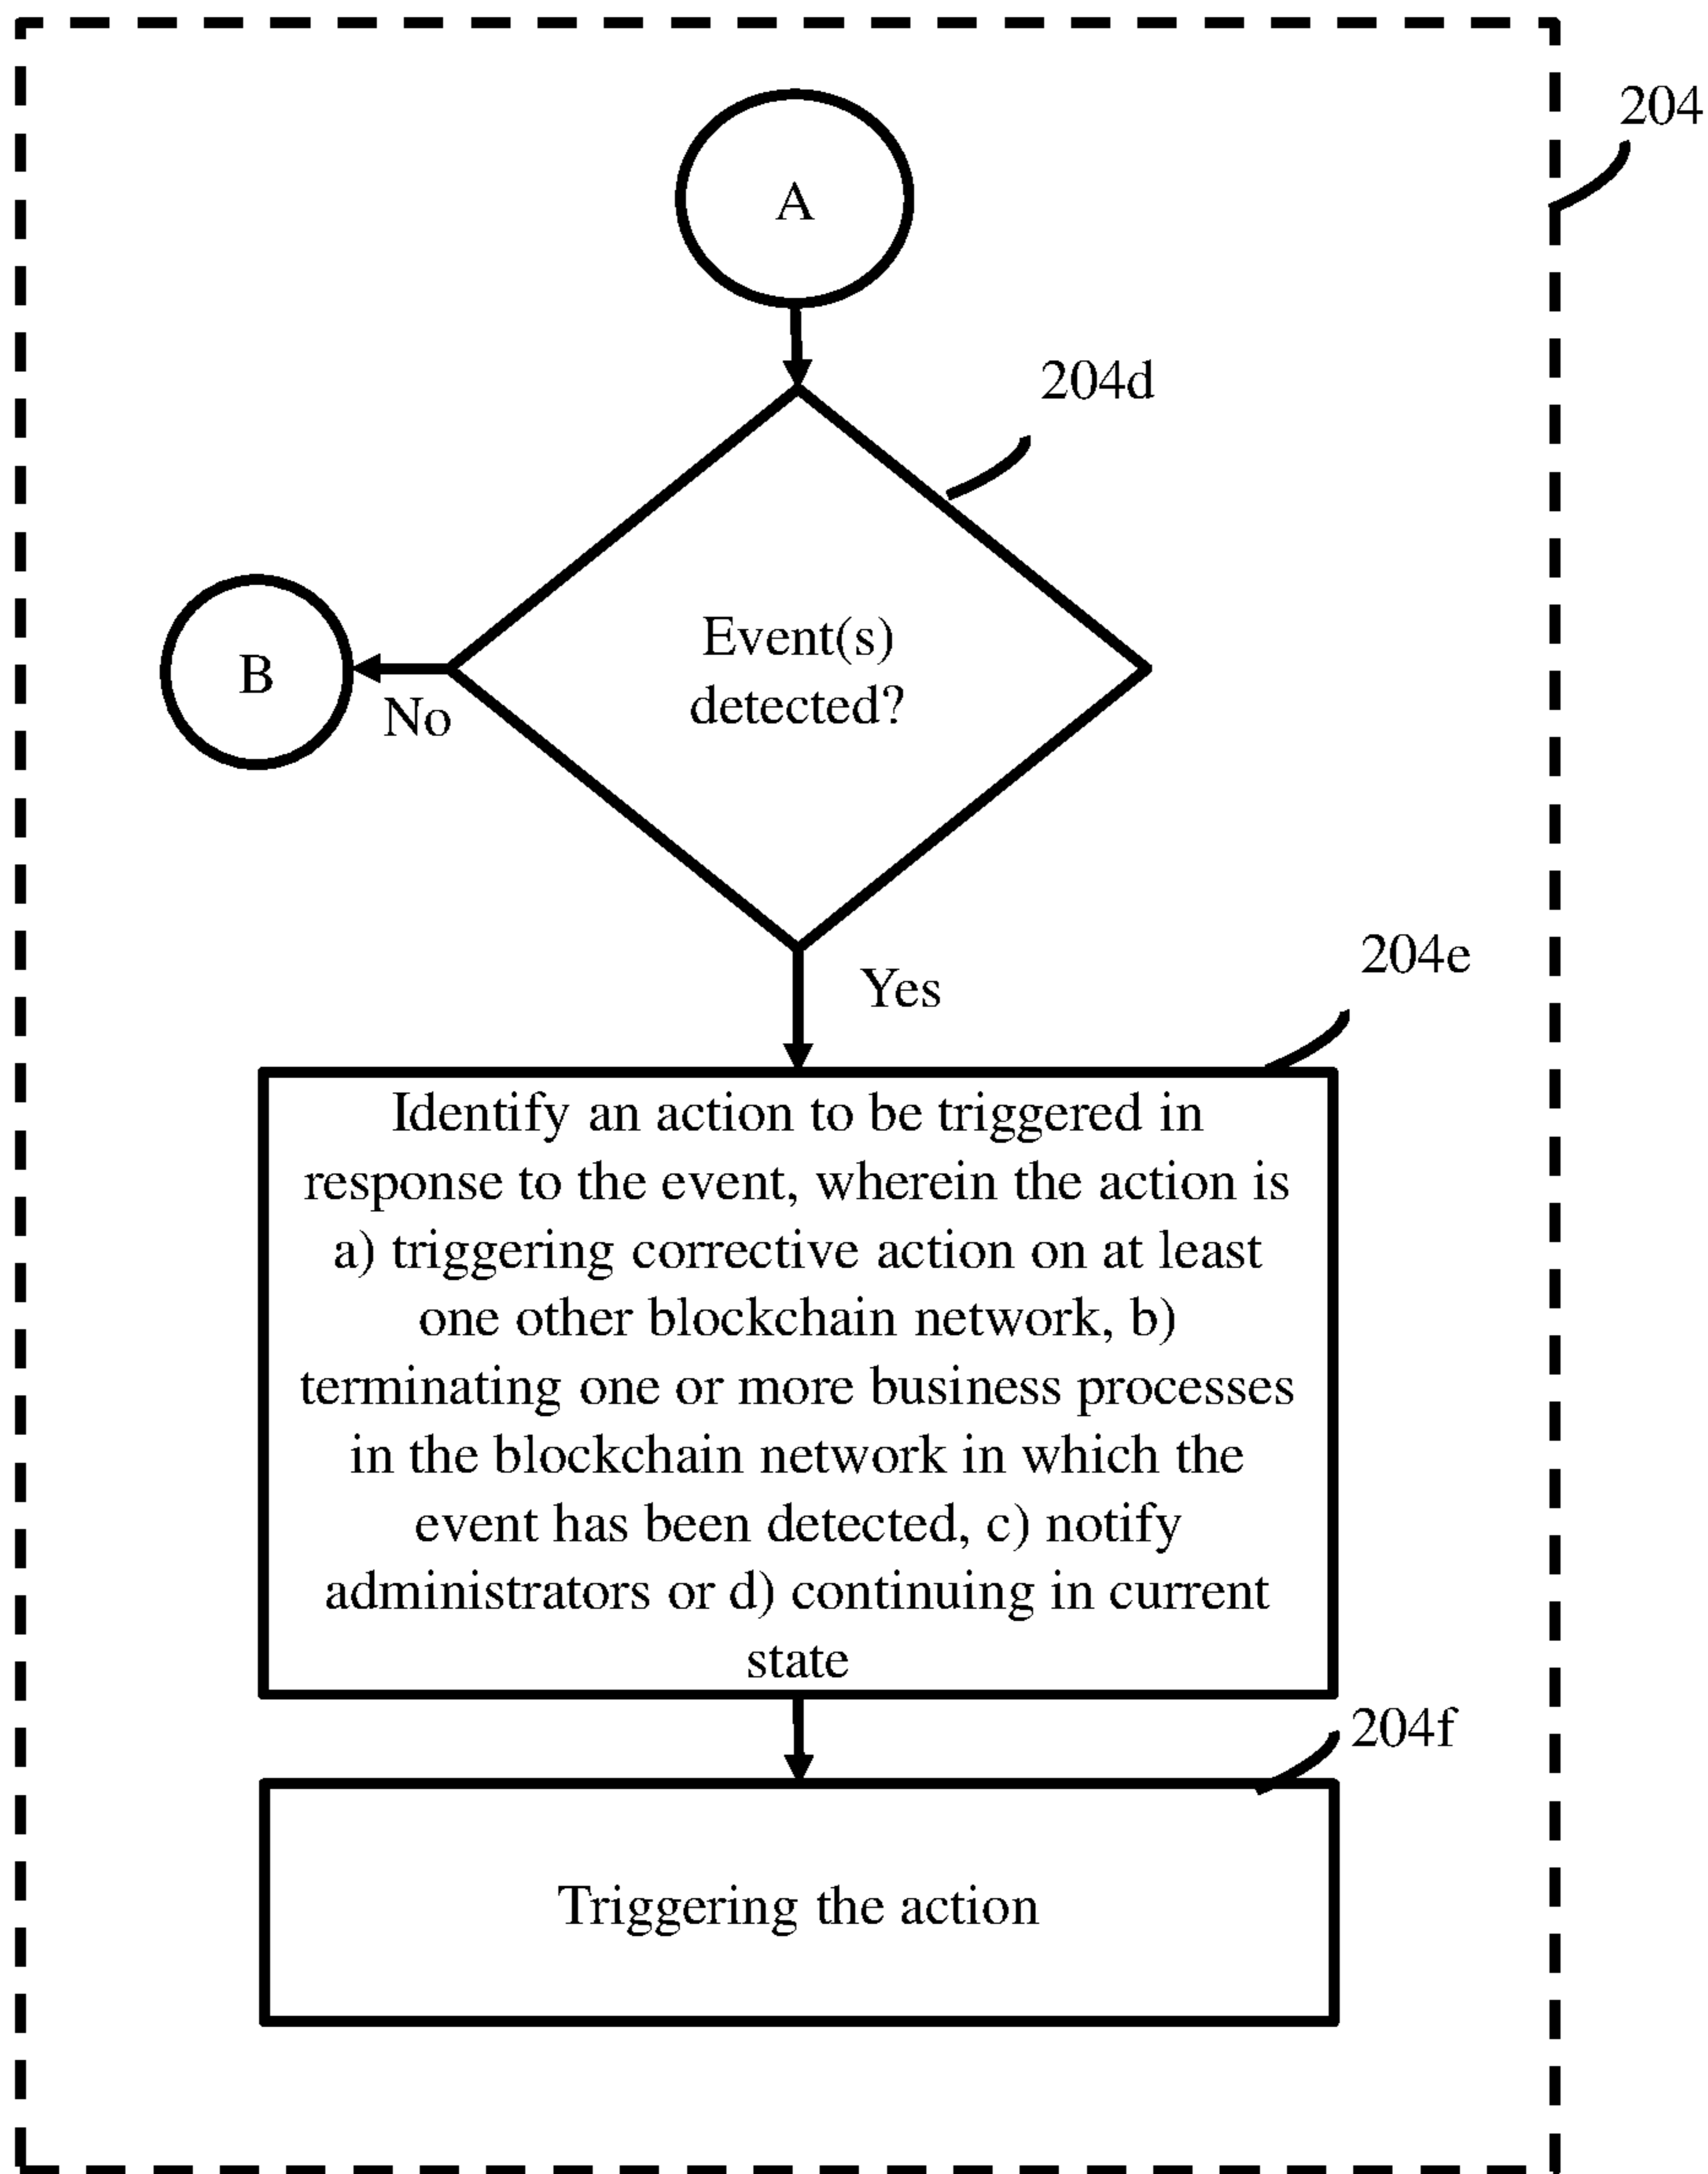 204
A
204d
Event(s)
detected?
B
No
Yes
204e
Identify an action to be triggered in
response to the event, wherein the action is
a) triggering corrective action on at least
one other blockchain network, b)
terminating one or more business processes
in the blockchain network in which the
event has been detected, c) notify
administrators or d) continuing in current
state
204f
Triggering the action